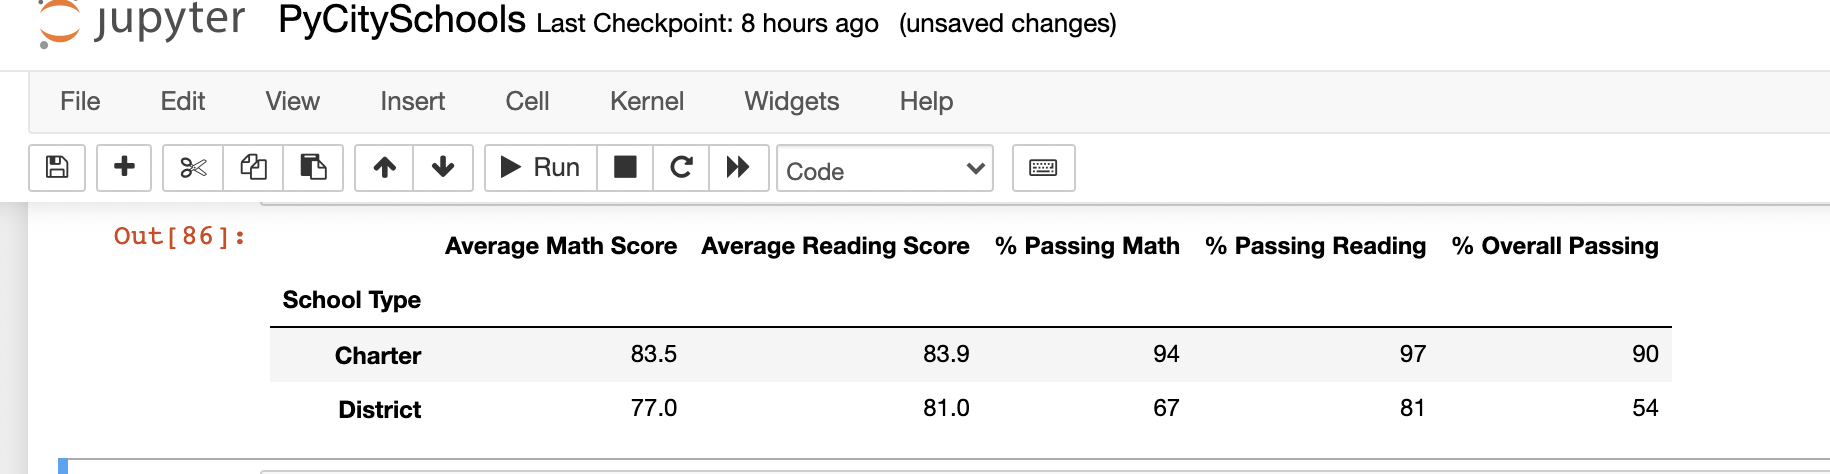 jupyter PyCitySchools Last Checkpoint: 8 hours ago (unsaved changes)
File Edit View Insert Cell Kernel Widgets Help
Run Code
Out[86]:
Average Math Score Average Reading Score % Passing Math % Passing Reading % Overall Passing
School Type
Charter 83.5 83.9 94 97 90
District 77.0 81.0 67 81 54